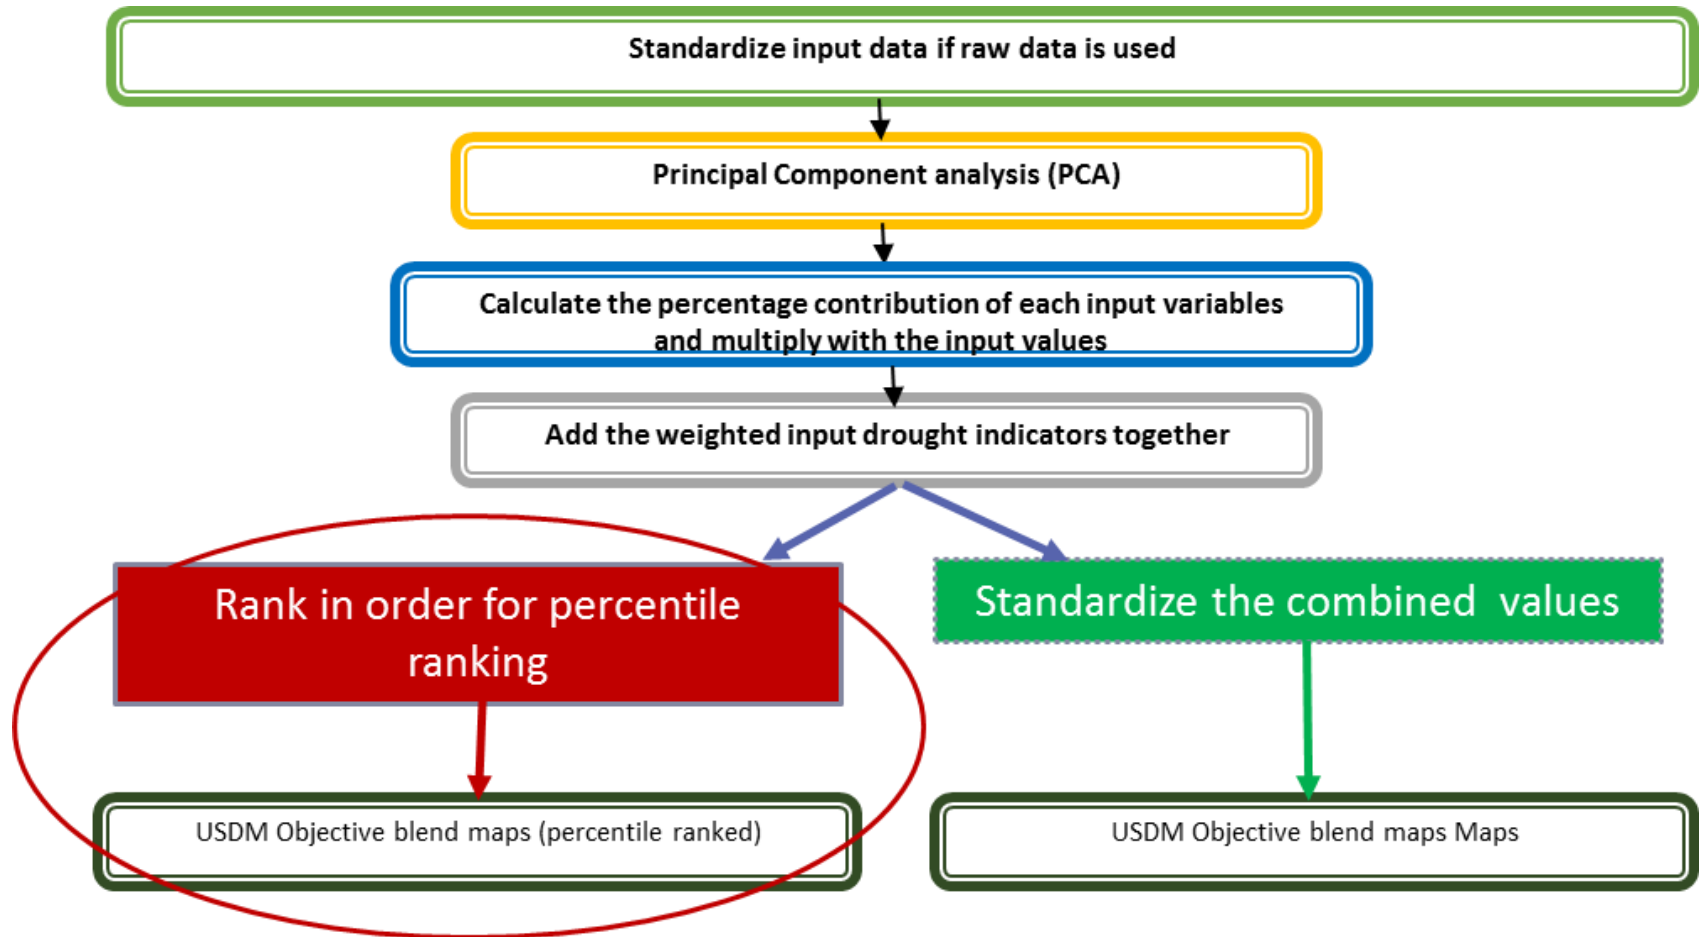 Standardize input data if raw data is used
Principal Component analysis (PCA)
Calculate the percentage contribution of each input variables
and multiply with the input values
Add the weighted input drought indicators together
Rank in order for percentile
ranking
Standardize the combined values
USDM Objective blend maps (percentile ranked)
USDM Objective blend maps Maps